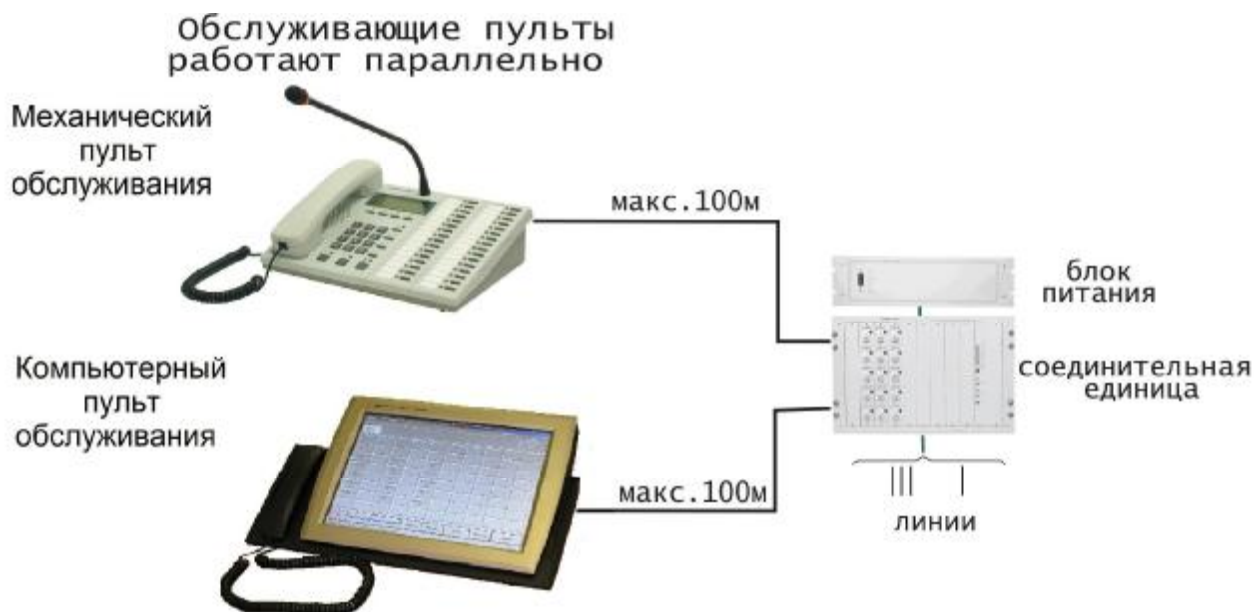 Обслуживающие пульты
работают параллельно
Механический
пульт
обслуживания
макс.100м
блок
питания
соединительная
единица
Компьютерный
пульт
обслуживания
макс.100м
линии